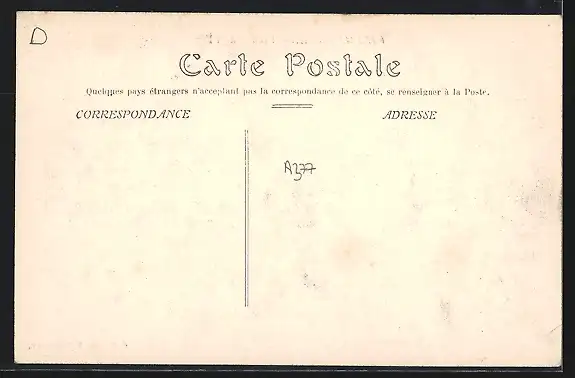 D
Carte Postale
Quelques pays étrangers n'acceptant pas la correspondance de ce côté, se renseigner à la Poste.
CORRESPONDANCE
ADRESSE
A377